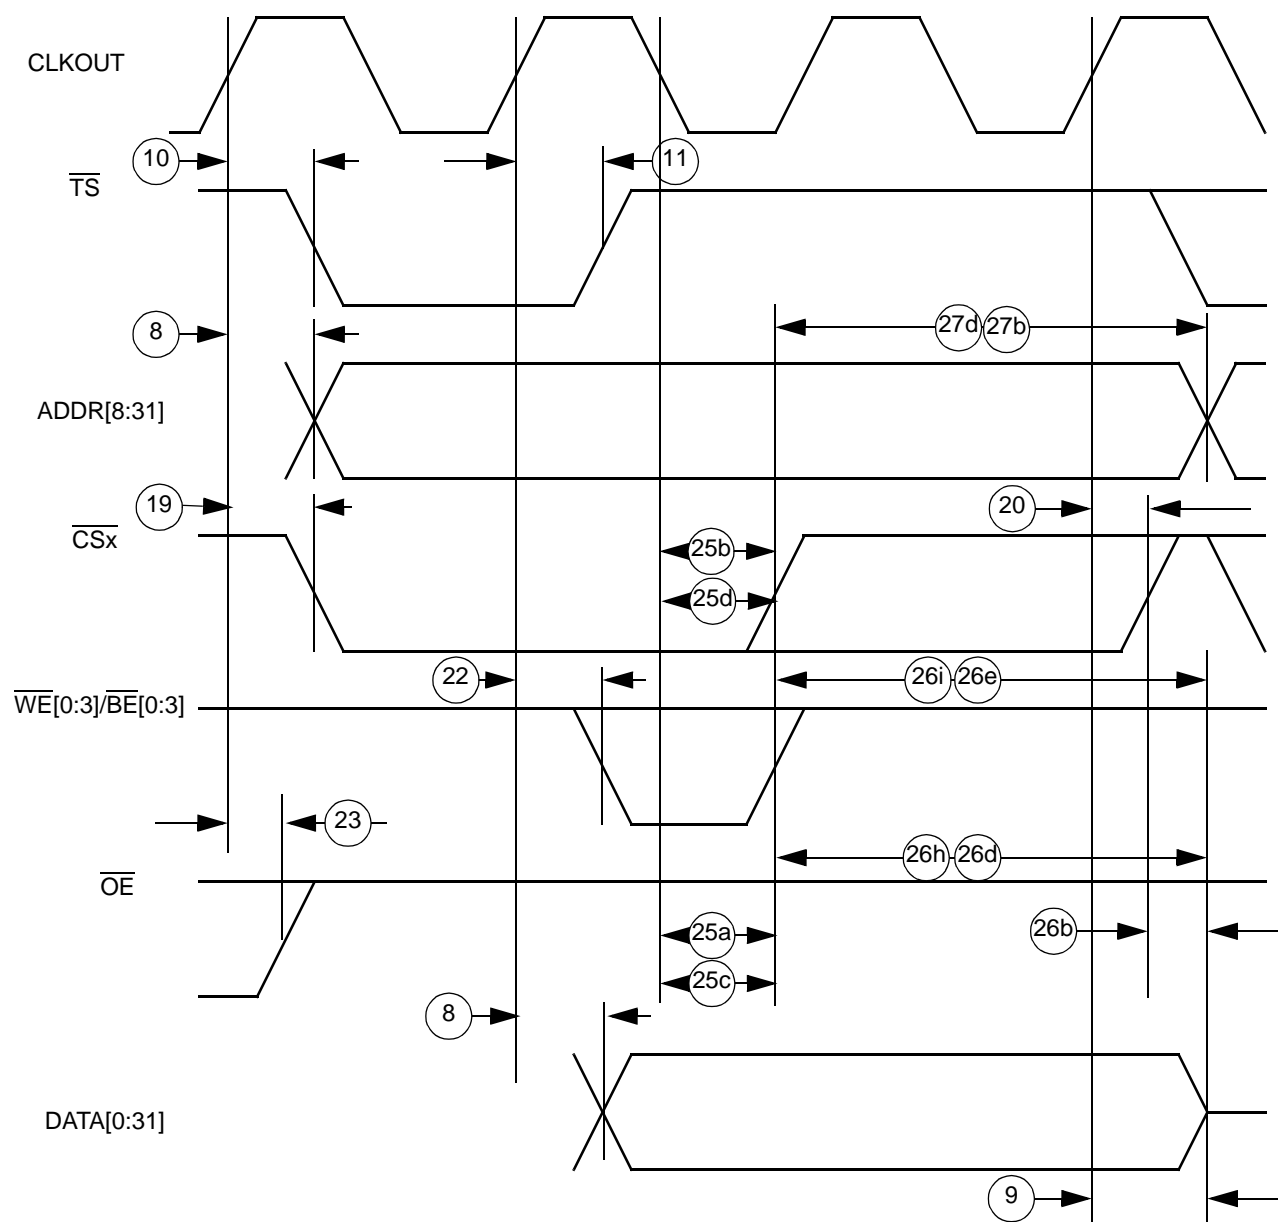 CLKOUT
10
11
TS
8
27d 27b
ADDR[8:31]
19
20
CSx
25b
25d
22
26i 26e
WE[0:3]/BE[0:3]
23
26h 26d
OE
26b
25a
25c
8
DATA[0:31]
9